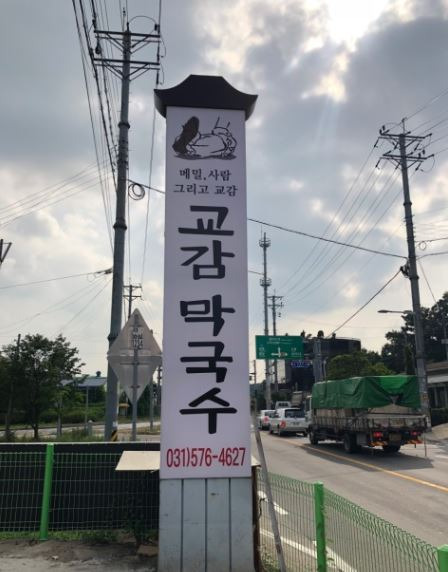 메밀, 사람
그리고 교감
교감 막국수
031)576-4627